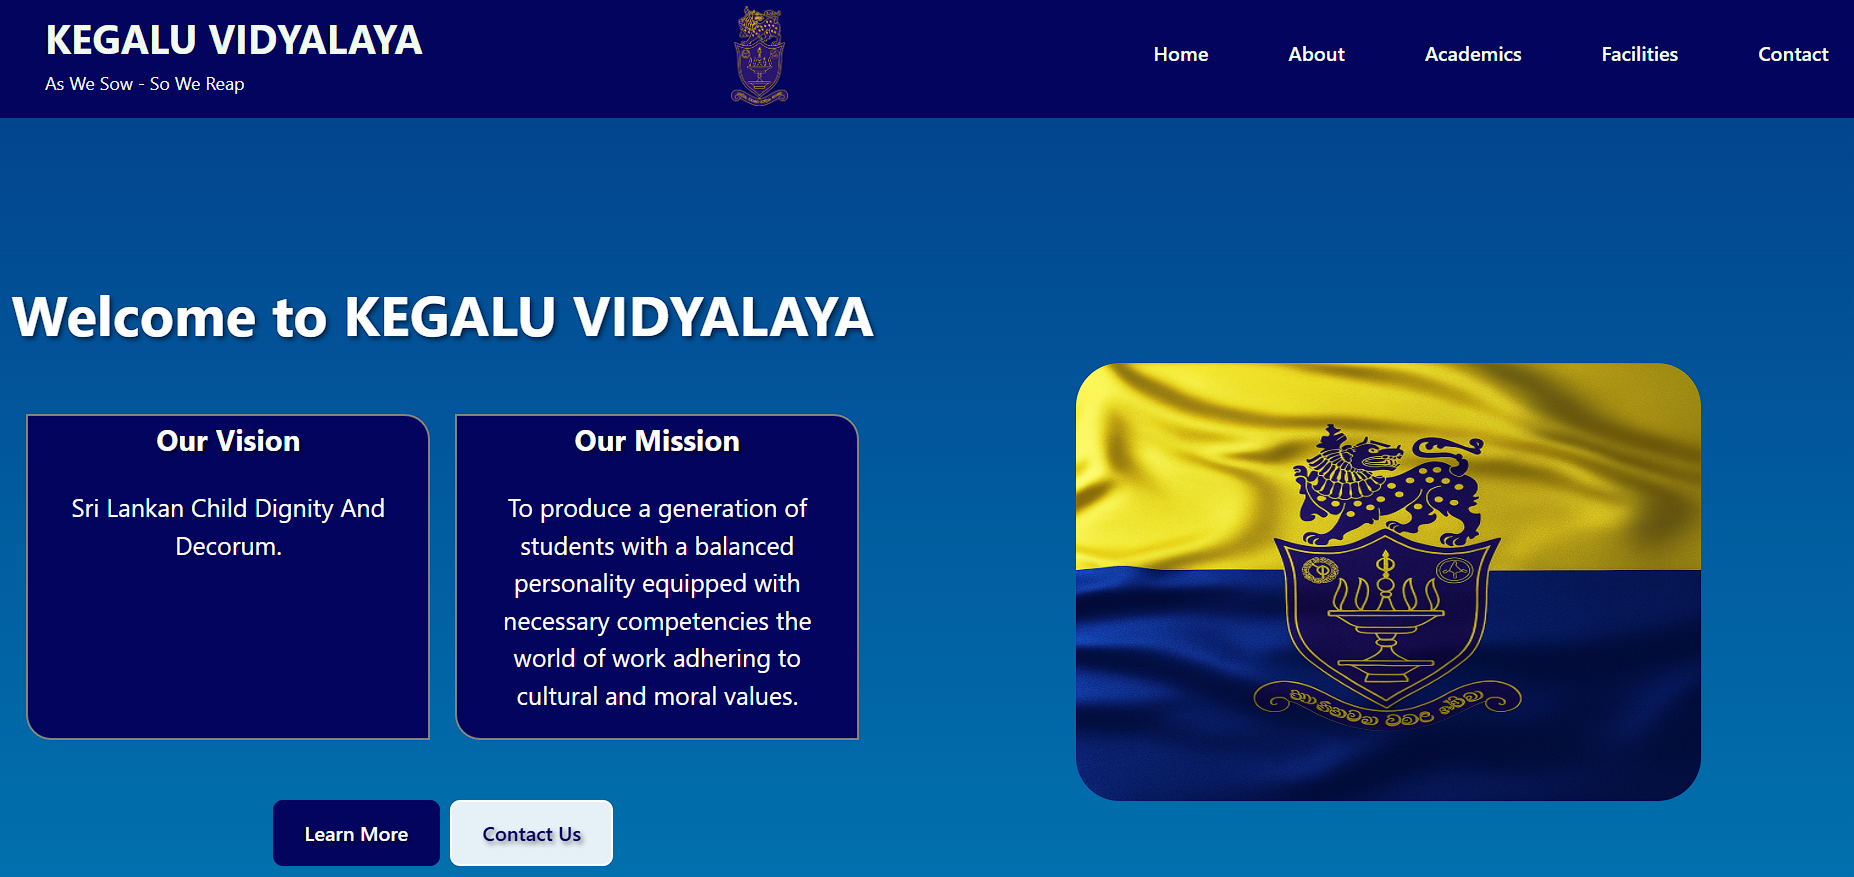 KEGALU VIDYALAYA
As We Sow - So We Reap
Home About Academics Facilities Contact
Welcome to KEGALU VIDYALAYA
Our Vision
Sri Lankan Child Dignity And
Decorum.
Our Mission
To produce a generation of
students with a balanced
personality equipped with
necessary competencies the
world of work adhering to
cultural and moral values.
Learn More
Contact Us